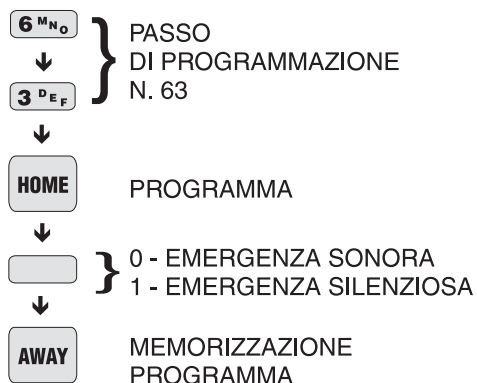 6 MNO
PASSO
DI PROGRAMMAZIONE
3 DEF
N. 63
HOME
PROGRAMMA
0 - EMERGENZA SONORA
1 - EMERGENZA SILENZIOSA
AWAY
MEMORIZZAZIONE
PROGRAMMA